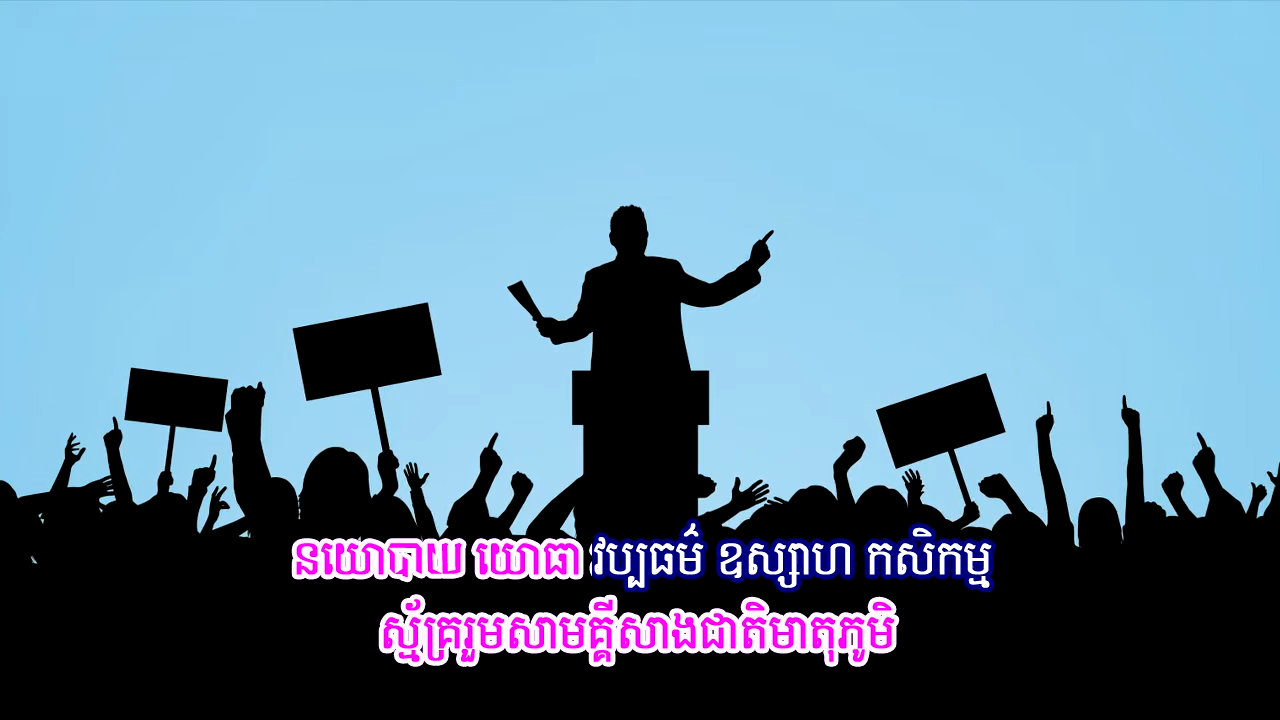 នយោបាយ យោធា វប្បធម៌ ឧស្សាហ កសិកម្ម
ស្ម័គ្ររួមសាមគ្គីសាងជាតិមាតុភូមិ